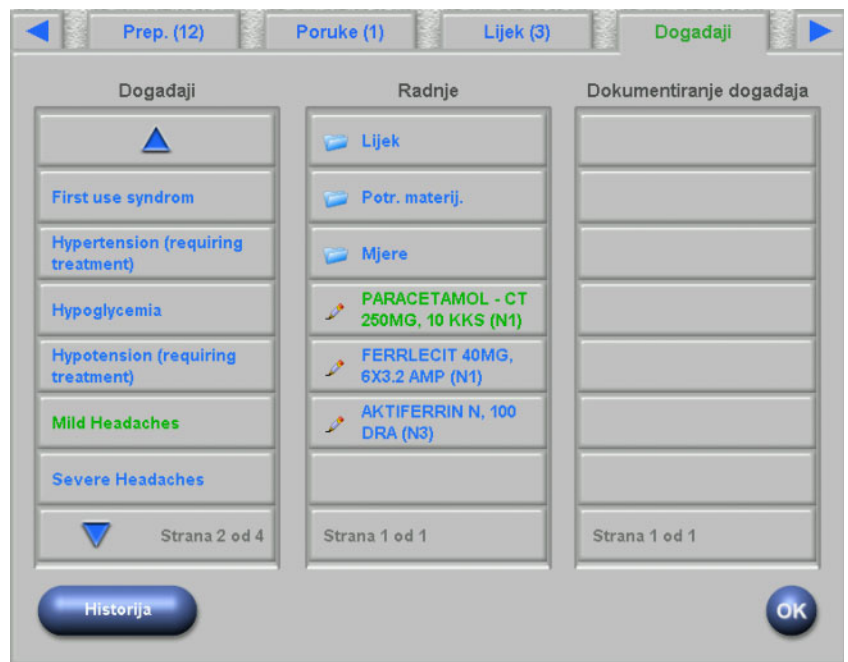 Prep. (12)
Poruke (1)
Lijek (3)
Događaji
Događaji
First use syndrom
Hypertension (requiring
treatment)
Hypoglycemia
Hypotension (requiring
treatment)
Mild Headaches
Severe Headaches
Strana 2 od 4
Radnje
Lijek
Potr. materij.
Mjere
PARACETAMOL - CT
250MG, 10 KKS (N1)
FERRLECIT 40MG,
6X3.2 AMP (N1)
AKTIFERRIN N, 100
DRA (N3)
Strana 1 od 1
Dokumentiranje događaja
Strana 1 od 1
Historija
OK